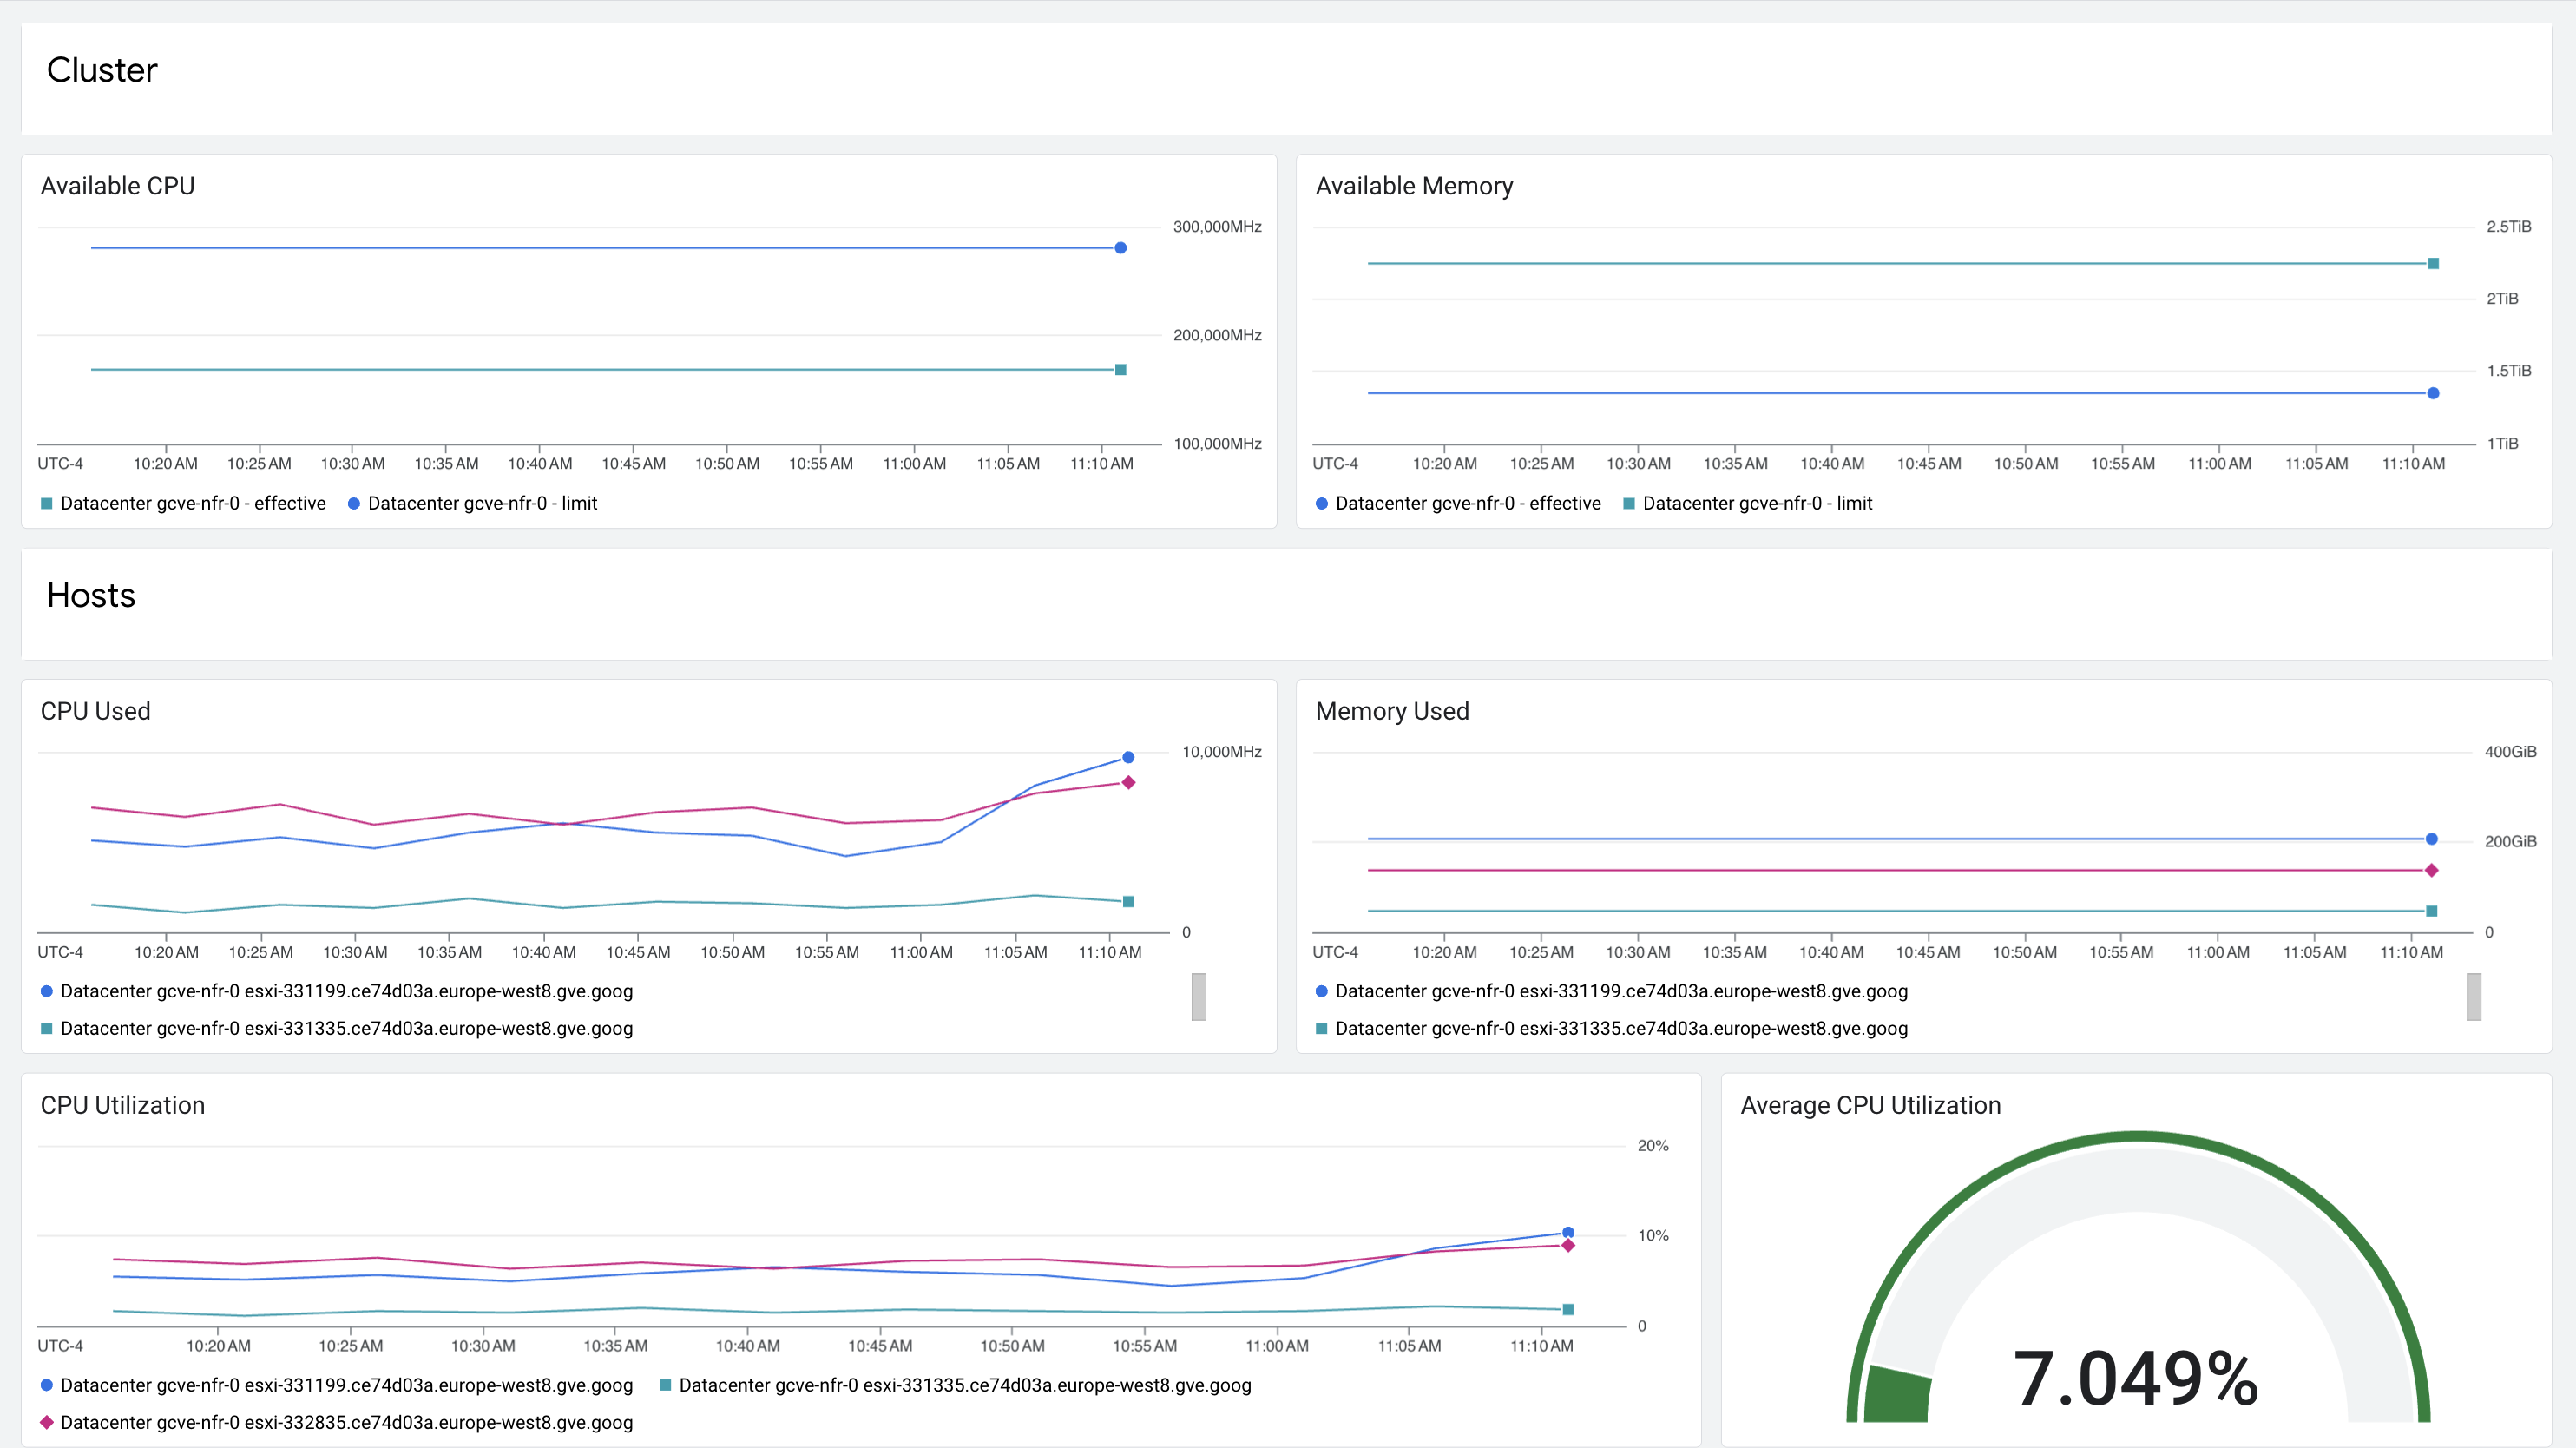 Cluster
Available CPU
300,000MHz
200,000MHz
100,000MHz
UTC-4 10:20 AM 10:25 AM 10:30 AM 10:35 AM 10:40 AM 10:45 AM 10:50 AM 10:55 AM 11:00 AM 11:05 AM 11:10 AM
Datacenter gcve-nfr-0 - effective Datacenter gcve-nfr-0 - limit
Available Memory
2.5TiB
2TiB
1.5TiB
1TiB
UTC-4 10:20 AM 10:25 AM 10:30 AM 10:35 AM 10:40 AM 10:45 AM 10:50 AM 10:55 AM 11:00 AM 11:05 AM 11:10 AM
Datacenter gcve-nfr-0 - effective Datacenter gcve-nfr-0 - limit
Hosts
CPU Used
10,000MHz
0
UTC-4 10:20 AM 10:25 AM 10:30 AM 10:35 AM 10:40 AM 10:45 AM 10:50 AM 10:55 AM 11:00 AM 11:05 AM 11:10 AM
Datacenter gcve-nfr-0 esxi-331199.ce74d03a.europe-west8.gve.goog
Datacenter gcve-nfr-0 esxi-331335.ce74d03a.europe-west8.gve.goog
Memory Used
400GiB
200GiB
0
UTC-4 10:20 AM 10:25 AM 10:30 AM 10:35 AM 10:40 AM 10:45 AM 10:50 AM 10:55 AM 11:00 AM 11:05 AM 11:10 AM
Datacenter gcve-nfr-0 esxi-331199.ce74d03a.europe-west8.gve.goog
Datacenter gcve-nfr-0 esxi-331335.ce74d03a.europe-west8.gve.goog
CPU Utilization
20%
10%
0
UTC-4 10:20 AM 10:25 AM 10:30 AM 10:35 AM 10:40 AM 10:45 AM 10:50 AM 10:55 AM 11:00 AM 11:05 AM 11:10 AM
Datacenter gcve-nfr-0 esxi-331199.ce74d03a.europe-west8.gve.goog Datacenter gcve-nfr-0 esxi-331335.ce74d03a.europe-west8.gve.goog
Datacenter gcve-nfr-0 esxi-332835.ce74d03a.europe-west8.gve.goog
Average CPU Utilization
7.049%